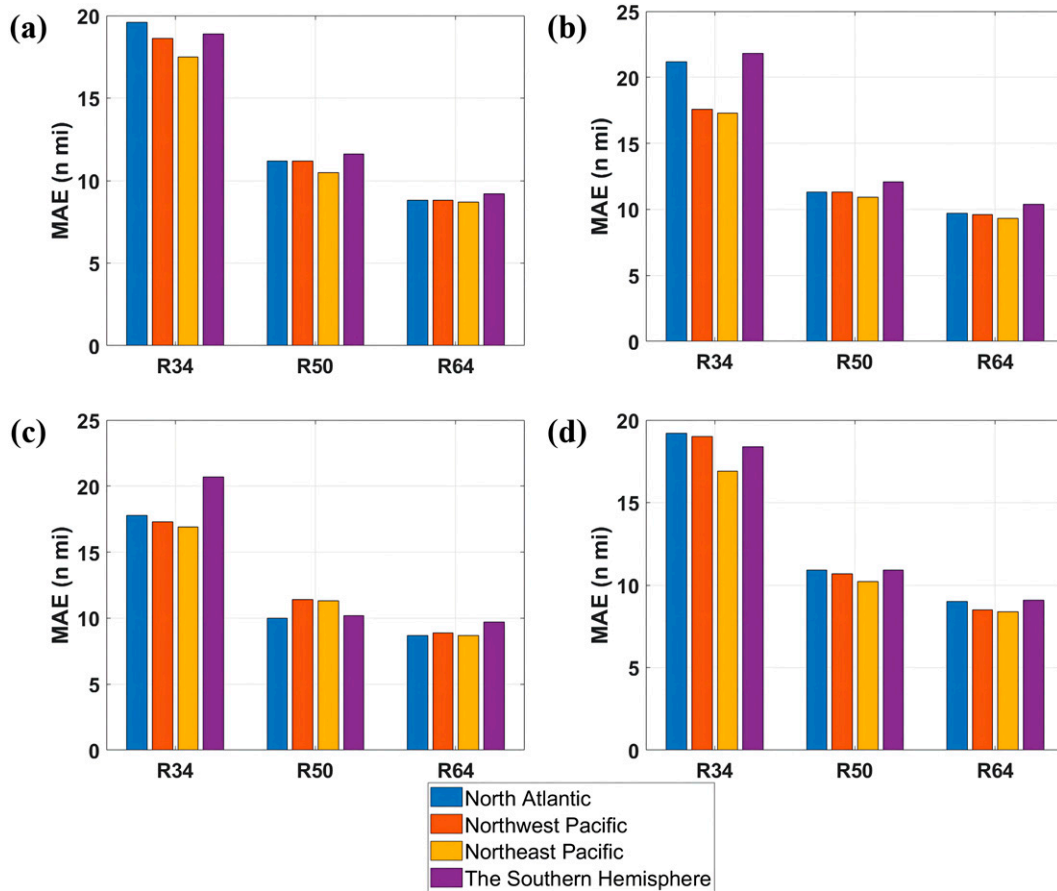 (a)
20
15
10
5
0
MAE (n mi)
R34 R50 R64
(b)
25
20
15
10
5
0
MAE (n mi)
R34 R50 R64
(c)
25
20
15
10
5
0
MAE (n mi)
R34 R50 R64
(d)
20
15
10
5
0
MAE (n mi)
R34 R50 R64
North Atlantic
Northwest Pacific
Northeast Pacific
The Southern Hemisphere